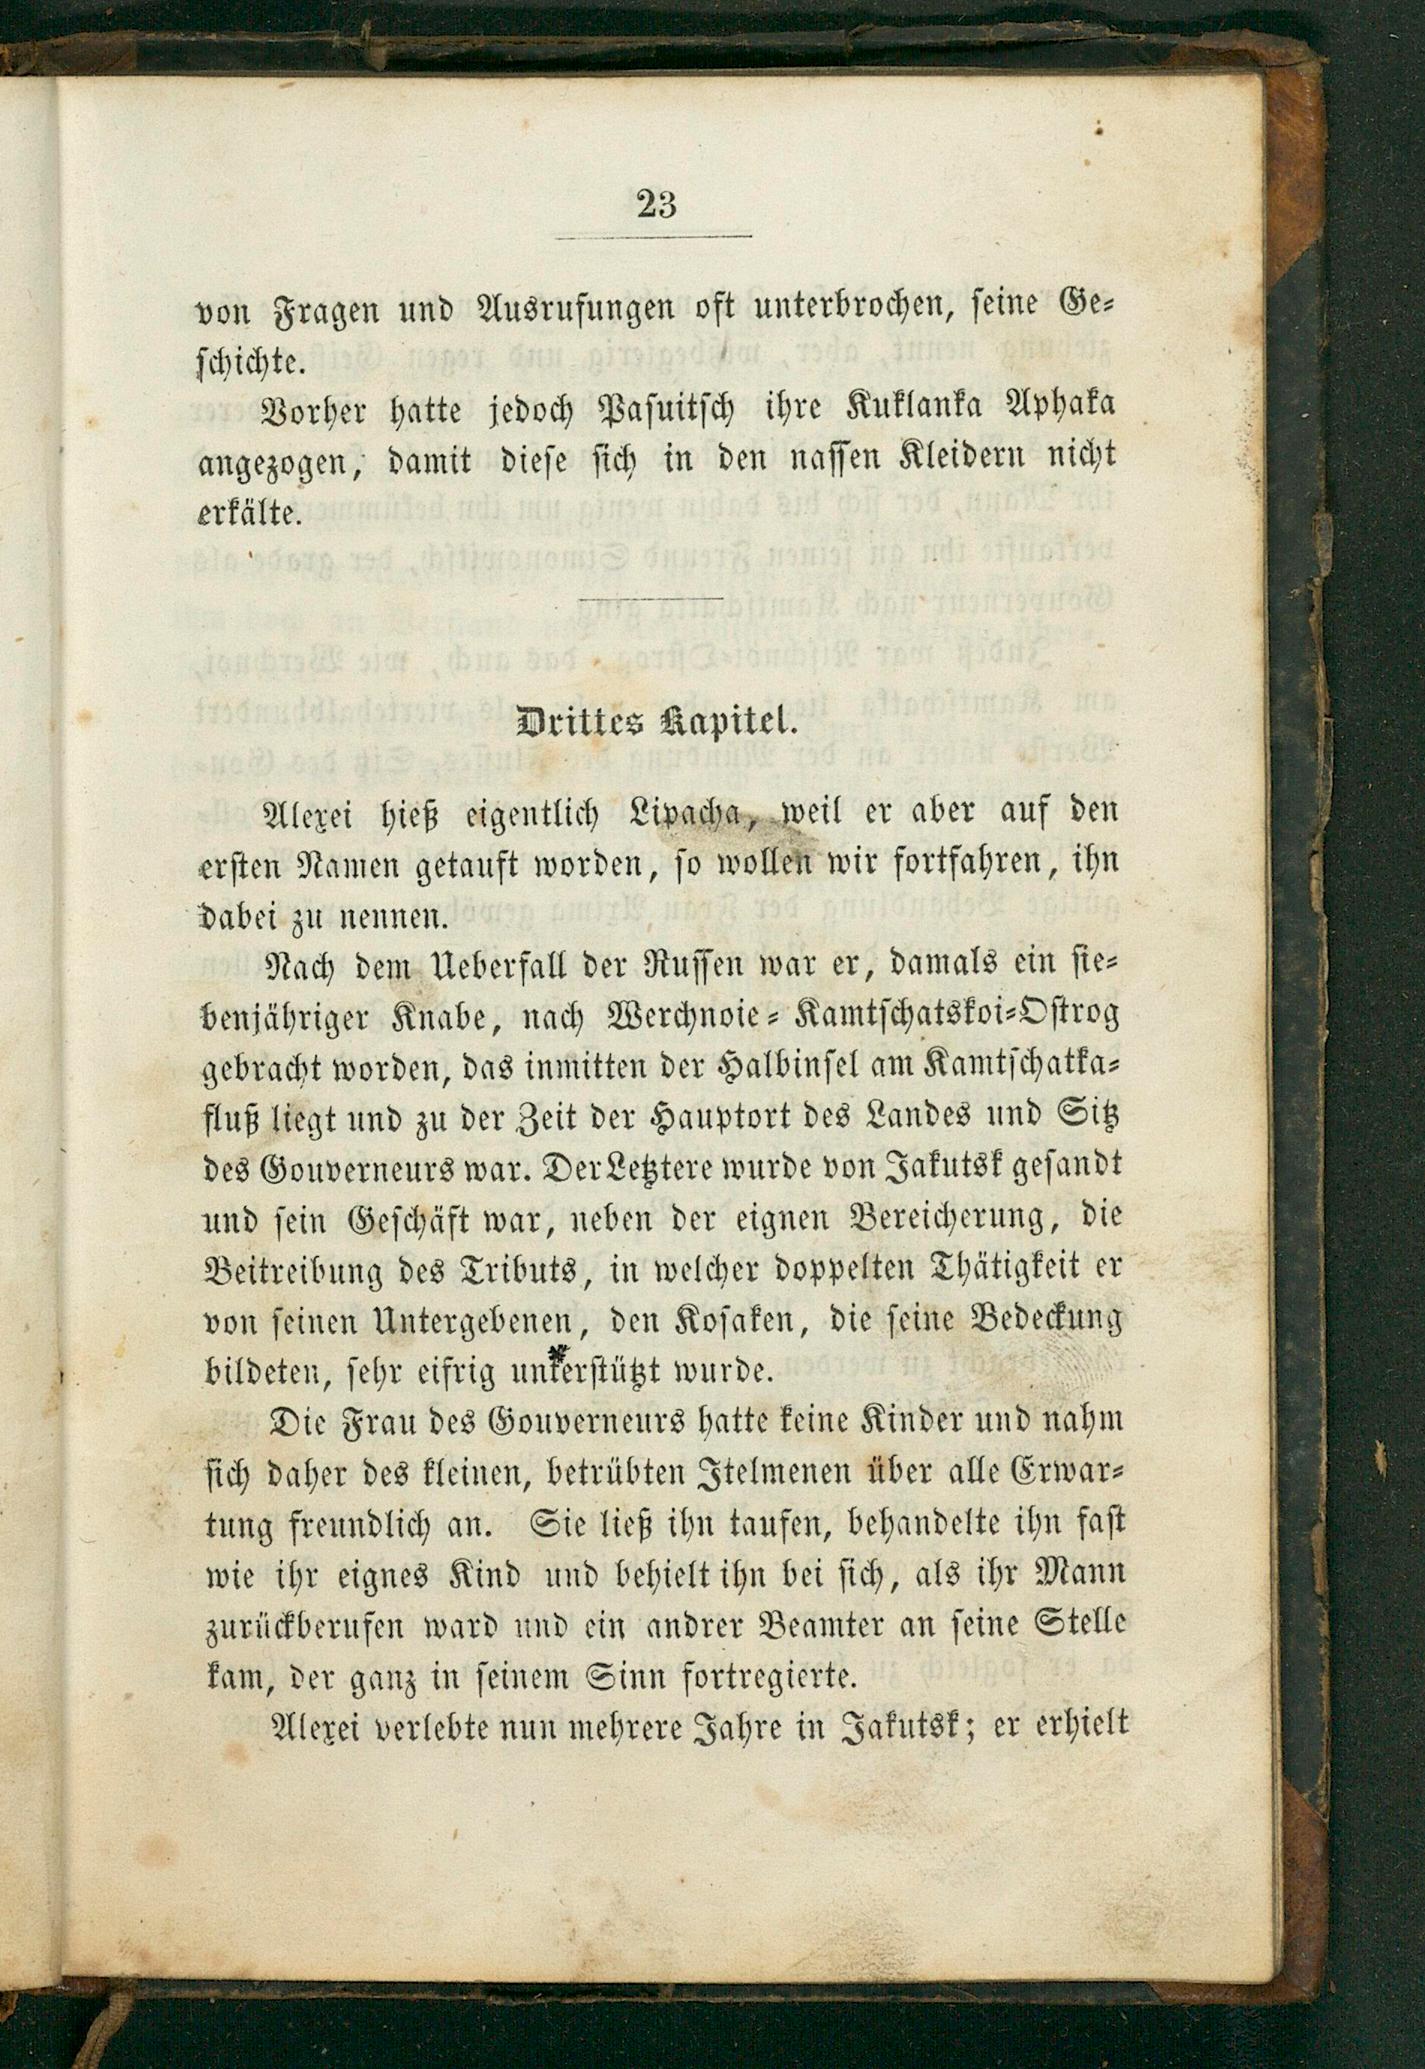 23
von Fragen und Ausrufungen oft unterbrochen, seine Ge-
schichte.
Vorher hatte jedoch Pasuitsch ihre Kuklanka Aphaka
angezogen, damit diese sich in den nassen Kleidern nicht
erkälte.
Drittes Kapitel.
Alexei hieß eigentlich Lipacha, weil er aber auf den
ersten Namen getauft worden, so wollen wir fortfahren, ihn
dabei zu nennen.
Nach dem Ueberfall der Russen war er, damals ein sie-
benjähriger Knabe, nach Werchnoie-Kamtschatskoi-Ostrog
gebracht worden, das inmitten der Halbinsel am Kamtschatka-
fluß liegt und zu der Zeit der Hauptort des Landes und Sitz
des Gouverneurs war. Der Letztere wurde von Jakutsk gesandt
und sein Geschäft war, neben der eignen Bereicherung, die
Beitreibung des Tributs, in welcher doppelten Thätigkeit er
von seinen Untergebenen, den Kosaken, die seine Bedeckung
bildeten, sehr eifrig unterstützt wurde.
Die Frau des Gouverneurs hatte keine Kinder und nahm
sich daher des kleinen, betrübten Itelmenen über alle Erwar-
tung freundlich an. Sie ließ ihn taufen, behandelte ihn fast
wie ihr eignes Kind und behielt ihn bei sich, als ihr Mann
zurückberufen ward und ein andrer Beamter an seine Stelle
kam, der ganz in seinem Sinn fortregierte.
Alexei verlebte nun mehrere Jahre in Jakutsk; er erhielt